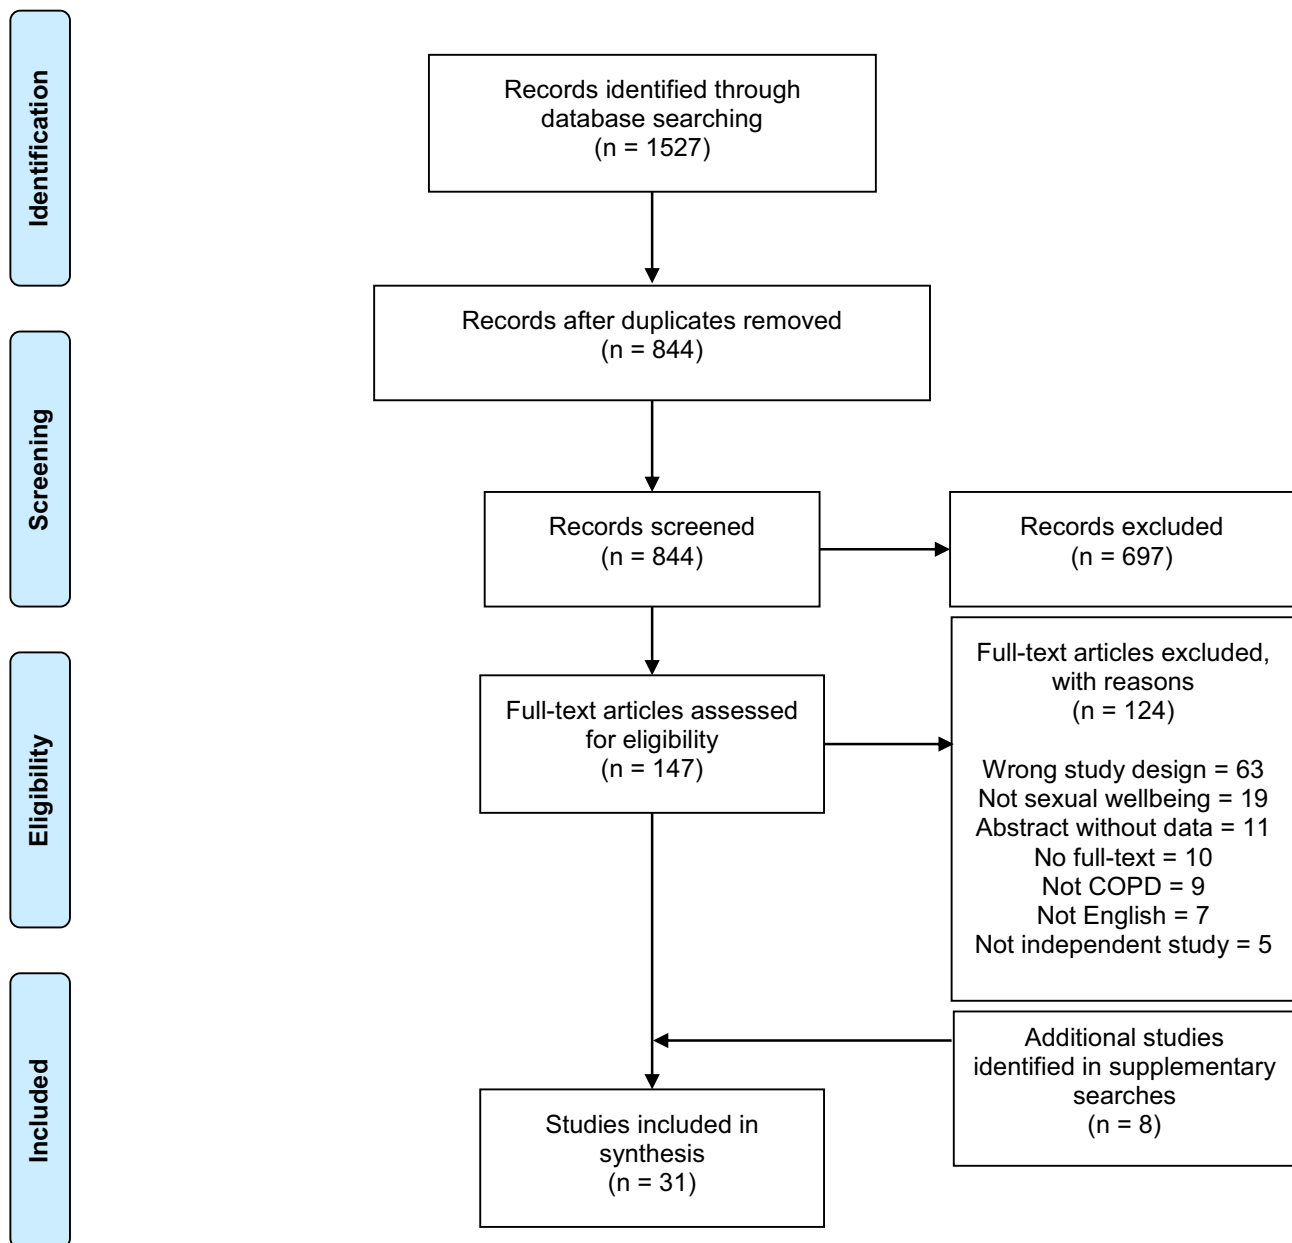 Identification
Records identified through
database searching
(n = 1527)
Records after duplicates removed
(n = 844)
Screening
Records screened
(n = 844)
Records excluded
(n = 697)
Eligibility
Full-text articles assessed
for eligibility
(n = 147)
Full-text articles excluded,
with reasons
(n = 124)
Wrong study design = 63
Not sexual wellbeing = 19
Abstract without data = 11
No full-text = 10
Not COPD = 9
Not English = 7
Not independent study = 5
Included
Additional studies
identified in supplementary
searches
(n = 8)
Studies included in
synthesis
(n = 31)